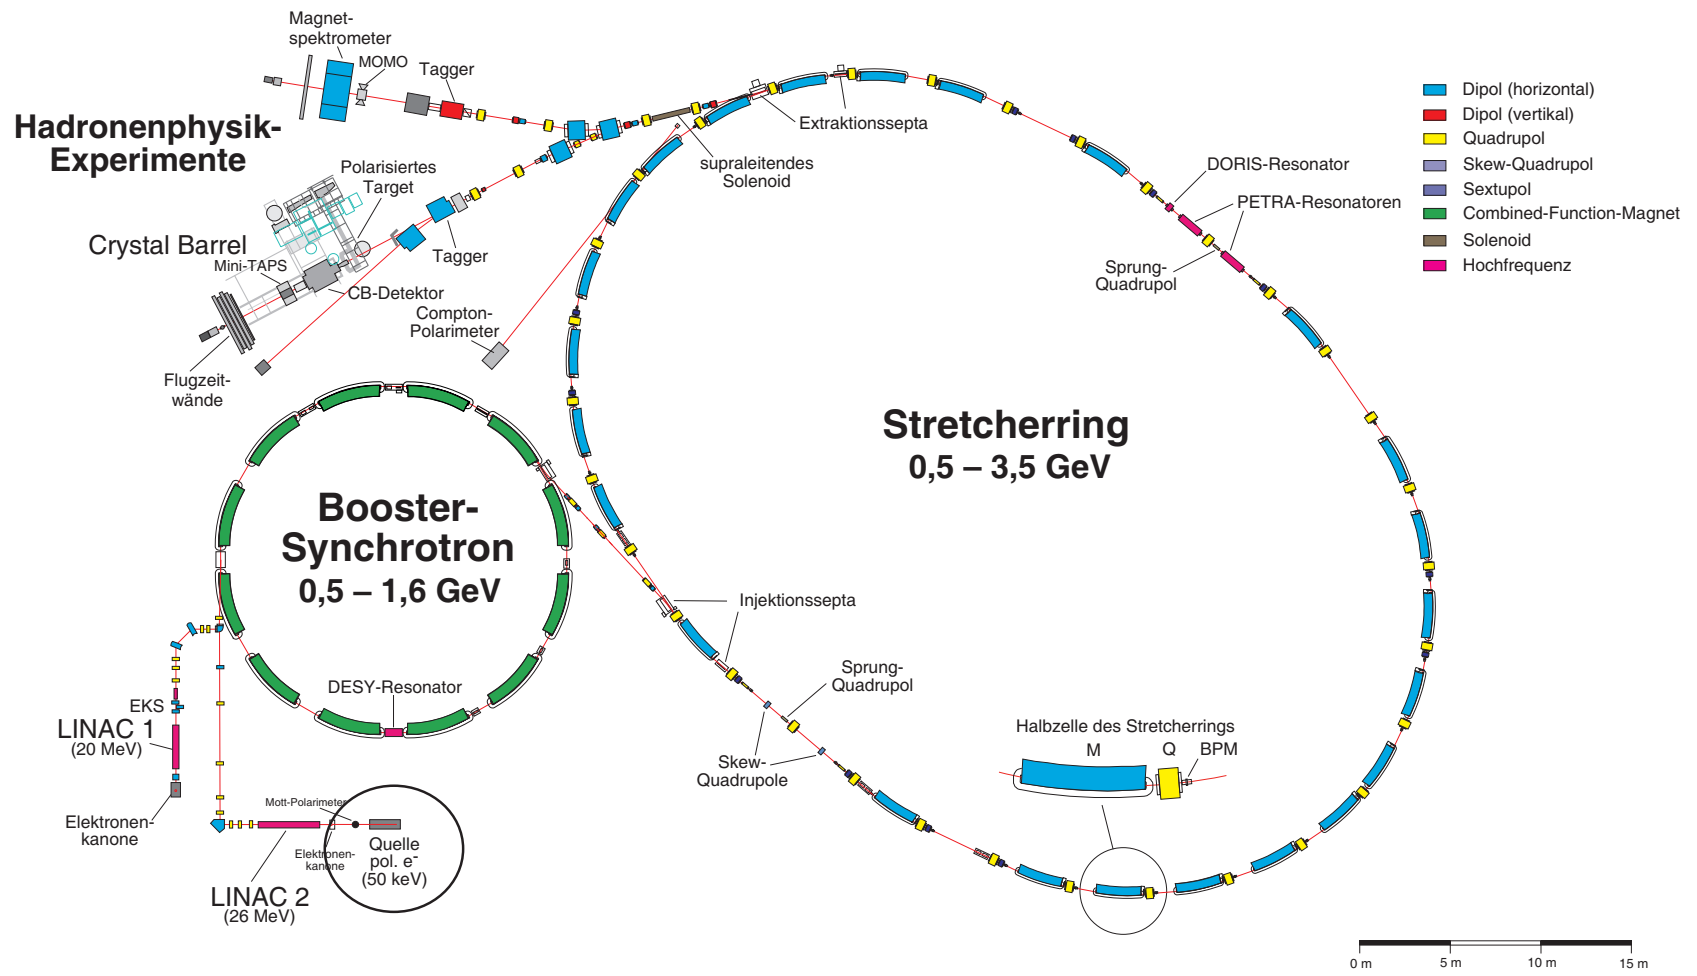 Magnet-
spektrometer
MOMO
Tagger
Hadronenphysik-
Experimente
Polarisiertes
Target
Crystal Barrel
Mini-TAPS
Tagger
CB-Detektor
Compton-
Polarimeter
Flugzeit-
wände
Extraktionssepta
supraleitendes
Solenoid
DORIS-Resonator
PETRA-Resonatoren
Sprung-
Quadrupol
Dipol (horizontal)
Dipol (vertikal)
Quadrupol
Skew-Quadrupol
Sextupol
Combined-Function-Magnet
Solenoid
Hochfrequenz
Stretcherring
0,5 – 3,5 GeV
Booster-
Synchrotron
0,5 – 1,6 GeV
Injektionssepta
DESY-Resonator
Sprung-
Quadrupol
Skew-
Quadrupole
Halbzelle des Stretcherrings
M
Q
BPM
EKS
LINAC 1
(20 MeV)
Elektronen-
kanone
Mott-Polarimeter
Elektronen-
kanone
Quelle
pol. e-
(50 keV)
LINAC 2
(26 MeV)
0 m
5 m
10 m
15 m